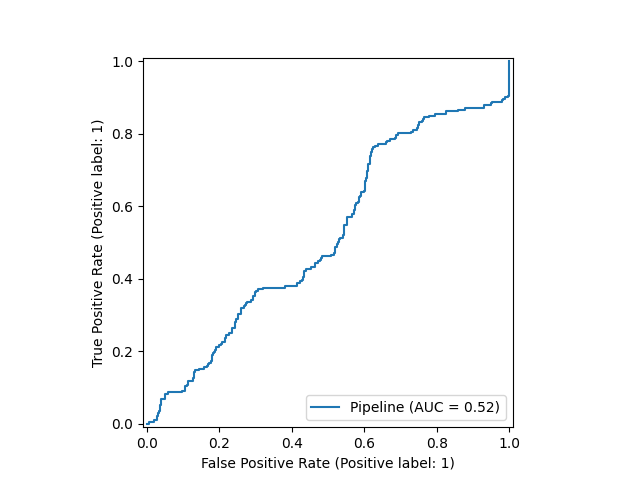 1.0
0.8
0.6
0.4
0.2
0.0
True Positive Rate (Positive label: 1)
Pipeline (AUC = 0.52)
0.0 0.2 0.4 0.6 0.8 1.0
False Positive Rate (Positive label: 1)